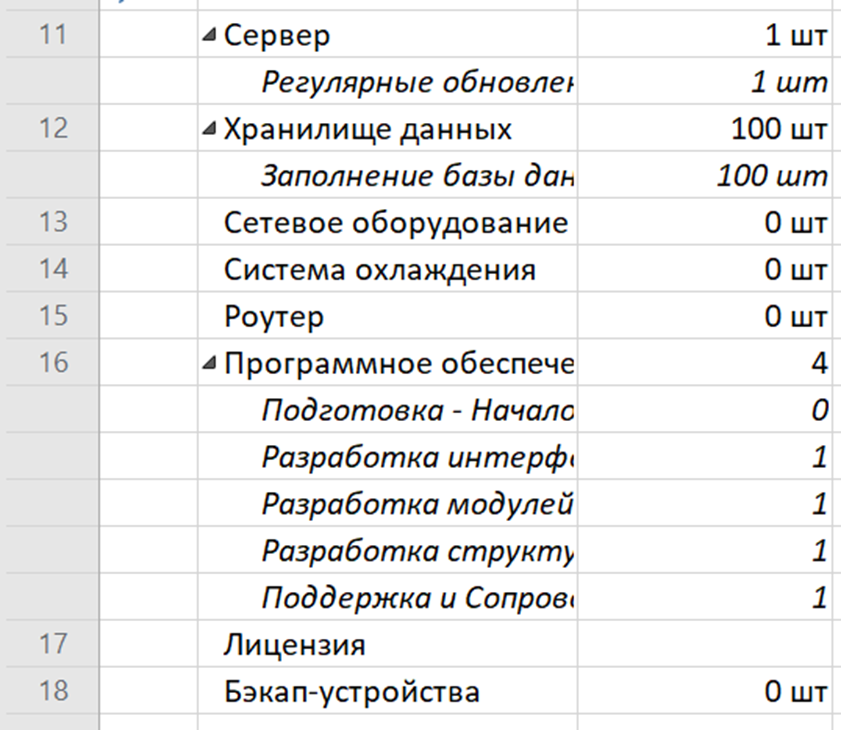 11 Сервер 1 шт
Регулярные 1 шт
12 Хранилище данных 100 шт
Заполнение базы 100 шт
13 Сетевое оборудование 0 шт
14 Система охлаждения 0 шт
15 Роутер 0 шт
16 Программное обеспече 4
Подготовка - Начало 0
Разработка интерф 1
Разработка модулей 1
Разработка структу 1
Поддержка и Сопров 1
17 Лицензия
18 Бэкап-устройства 0 шт